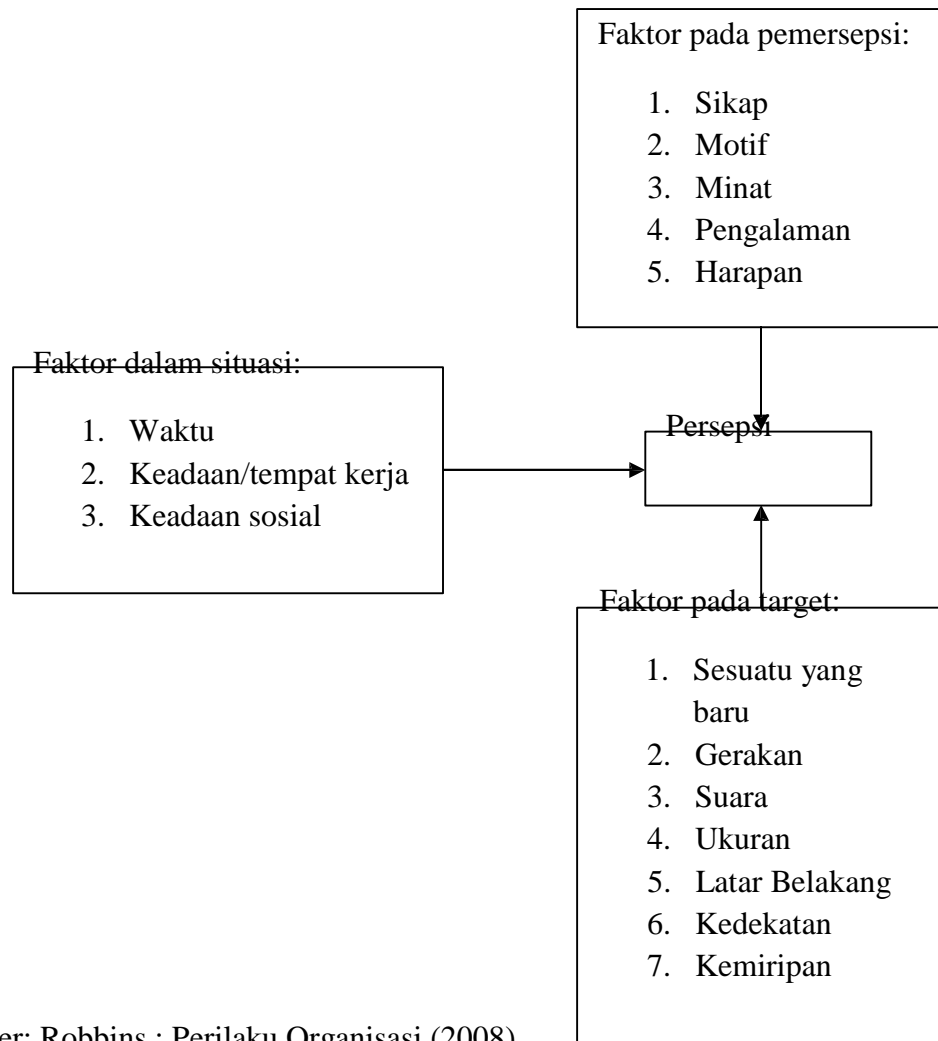 Faktor pada pemersepsi:
1. Sikap
2. Motif
3. Minat
4. Pengalaman
5. Harapan
Faktor dalam situasi:
1. Waktu
2. Keadaan/tempat kerja
3. Keadaan sosial
Persepsi
Faktor pada target:
1. Sesuatu yang
baru
2. Gerakan
3. Suara
4. Ukuran
5. Latar Belakang
6. Kedekatan
7. Kemiripan
er: Robbins : Perilaku Organisasi (2008)